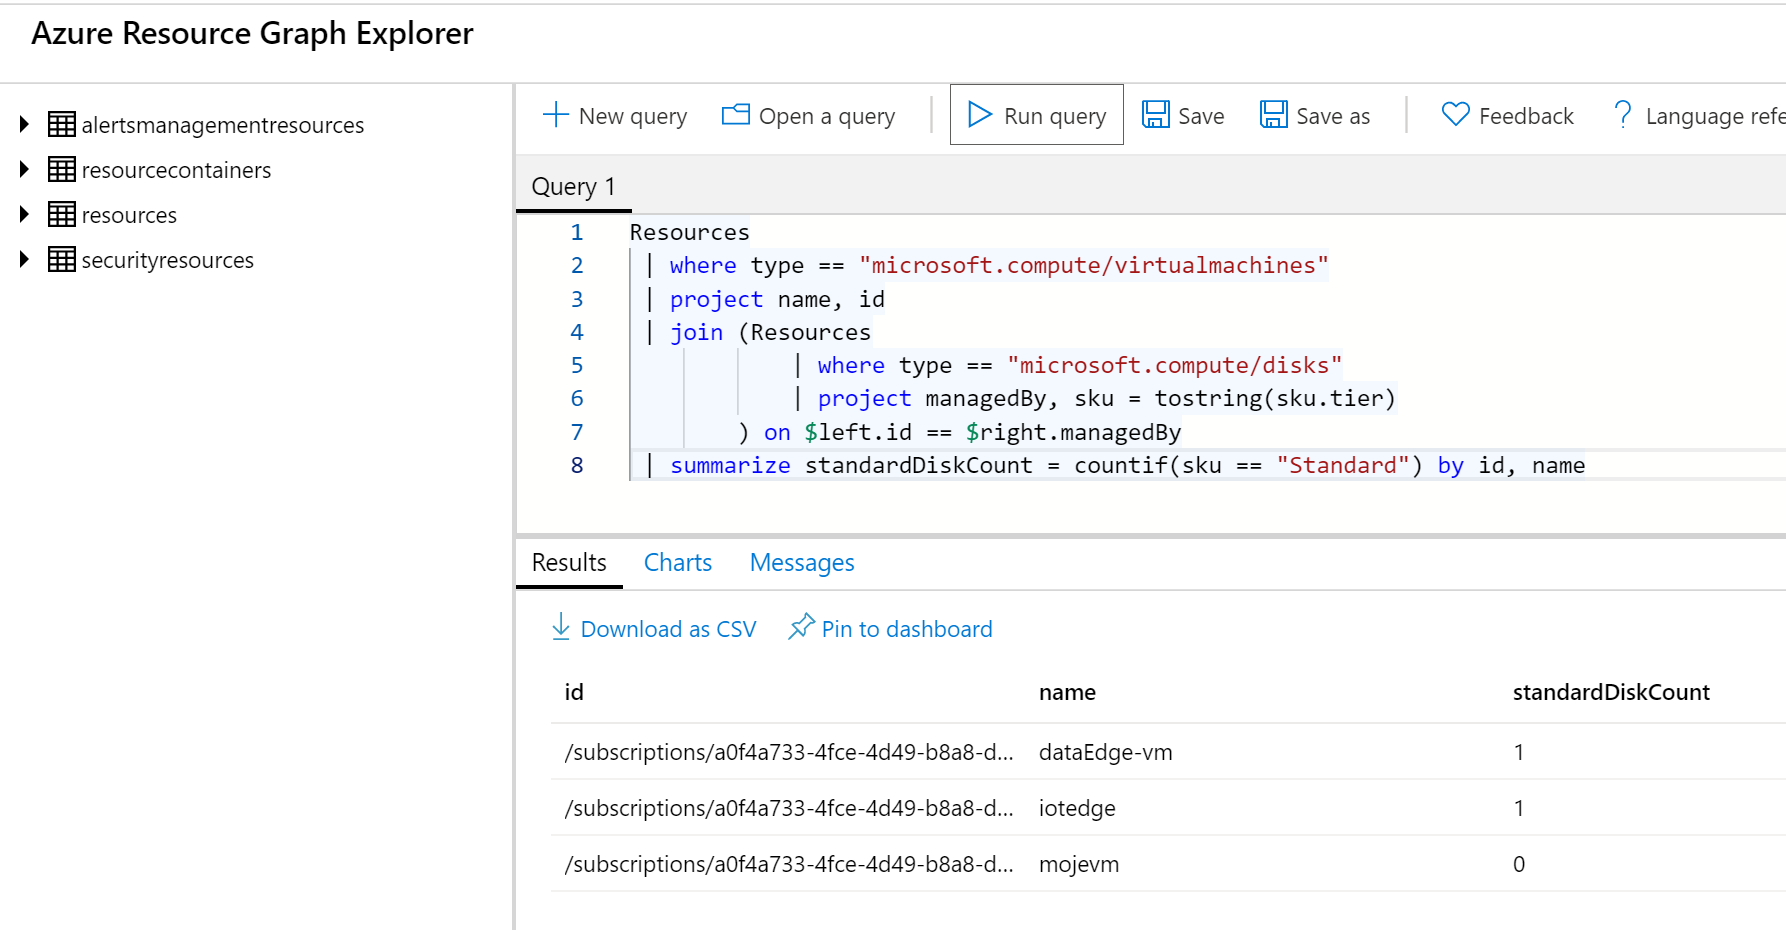 Azure Resource Graph Explorer
alertsmanagementresources
resourcecontainers
resources
securityresources
New query Open a query Run query Save Save as Feedback ? Language refe
Query 1
1 Resources
2 | where type == "microsoft.compute/virtualmachines"
3 | project name, id
4 | join (Resources
5 | where type == "microsoft.compute/disks"
6 | project managedBy, sku = tostring(sku.tier)
7 ) on $left.id == $right.managedBy
8 | summarize standardDiskCount = countif(sku == "Standard") by id, name
Results Charts Messages
Download as CSV Pin to dashboard
id name standardDiskCount
/subscriptions/a0f4a733-4fce-4d49-b8a8-d... dataEdge-vm 1
/subscriptions/a0f4a733-4fce-4d49-b8a8-d... iotedge 1
/subscriptions/a0f4a733-4fce-4d49-b8a8-d... mojevm 0